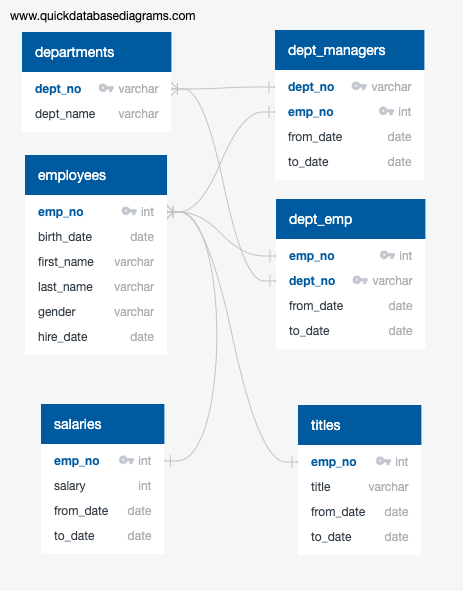 www.quickdatabasediagrams.com
departments
dept_no varchar
dept_name varchar
dept_managers
dept_no varchar
emp_no int
from_date date
to_date date
employees
emp_no int
birth_date date
first_name varchar
last_name varchar
gender varchar
hire_date date
dept_emp
emp_no int
dept_no varchar
from_date date
to_date date
salaries
emp_no int
salary int
from_date date
to_date date
titles
emp_no int
title varchar
from_date date
to_date date